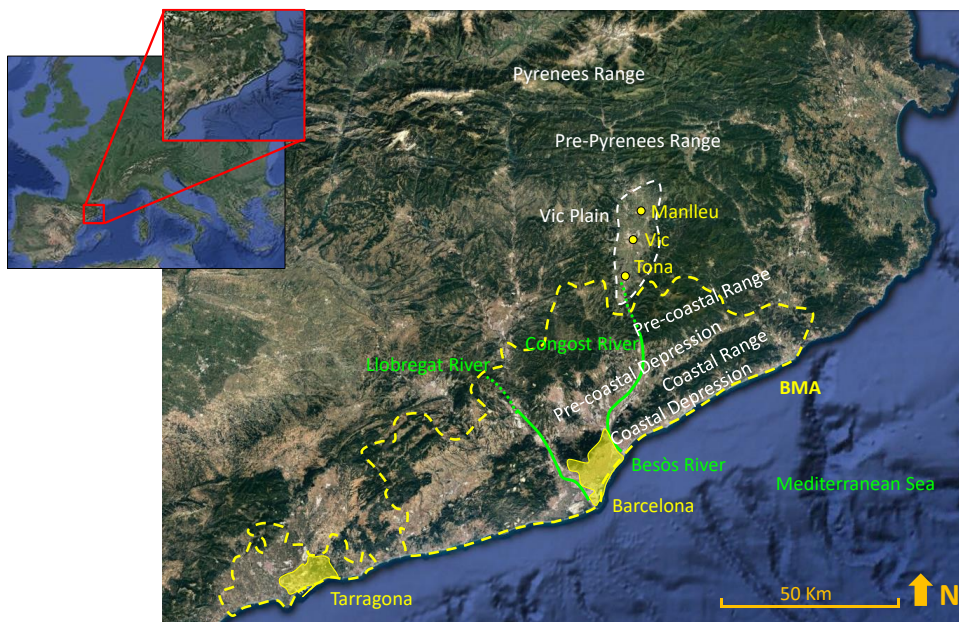 Pyrenees Range
Pre-Pyrenees Range
Vic Plain
Manlleu
Vic
Tona
Pre-coastal Range
Congost River
Pre-coastal Depression
Llobregat River
Coastal Range
Coastal Depression
BMA
Besòs River
Mediterranean Sea
Barcelona
Tarragona
50 Km
N